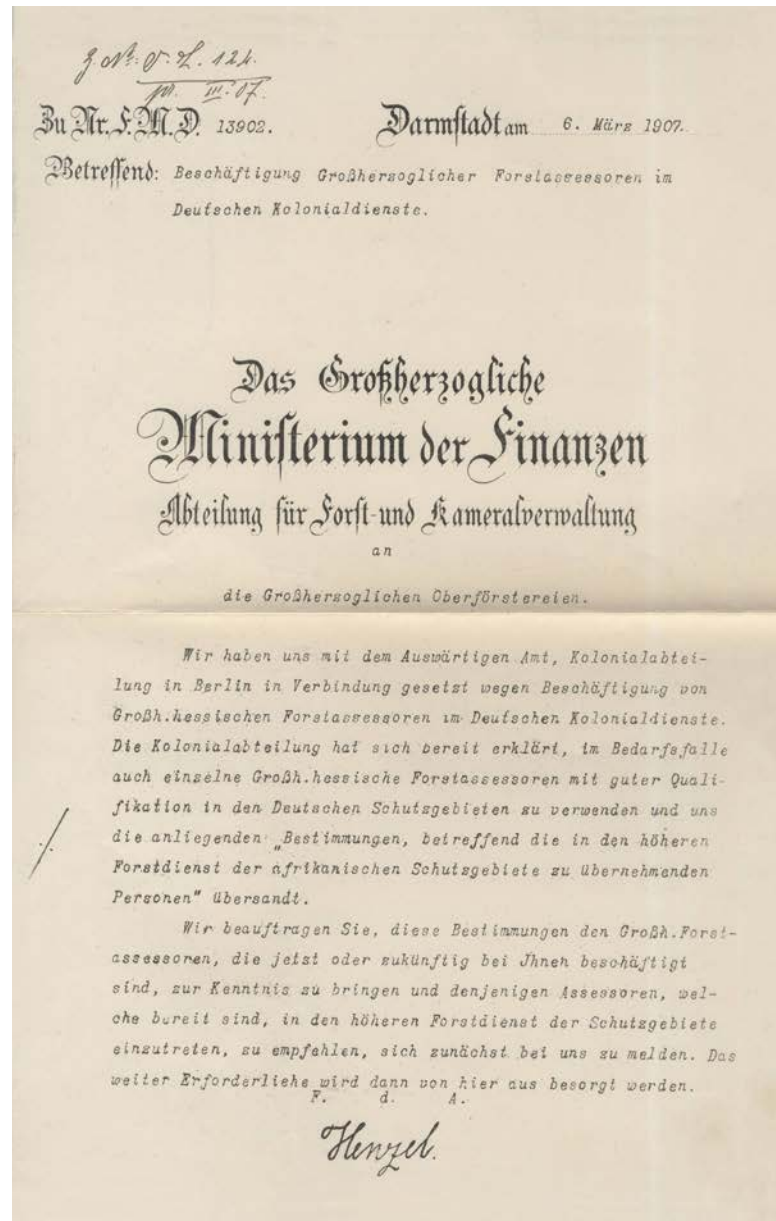 Zu Nr. F. M. D. 13902. Darmstadt am 6. März 1907.
Betreffend: Beschäftigung Großherzoglicher Forstassessoren im
Deutschen Kolonialdienste.
Das Großherzogliche
Ministerium der Finanzen
Abteilung für Forst- und Kameralverwaltung
an
die Großherzoglichen Oberförstereien.
Wir haben uns mit dem Auswärtigen Amt, Kolonialabtei-
lung in Berlin in Verbindung gesetzt wegen Beschäftigung von
Großh.hessischen Forstassessoren im Deutschen Kolonialdienste.
Die Kolonialabteilung hat sich bereit erklärt, im Bedarfsfalle
auch einzelne Großh.hessische Forstassessoren mit guter Quali-
fikation in den Deutschen Schutzgebieten zu verwenden und uns
die anliegenden „Bestimmungen, betreffend die in den höheren
Forstdienst der afrikanischen Schutzgebiete zu übernehmenden
Personen" übersandt.
Wir beauftragen Sie, diese Bestimmungen den Großh.Forst-
assessoren, die jetzt oder zukünftig bei Jhnen beschäftigt
sind, zur Kenntnis zu bringen und denjenigen Assessoren, wel-
che bereit sind, in den höheren Forstdienst der Schutzgebiete
einzutreten, zu empfehlen, sich zunächst bei uns zu melden. Das
weiter Erforderliehe wird dann von hier aus besorgt werden.
F. d. A.
Henzel.